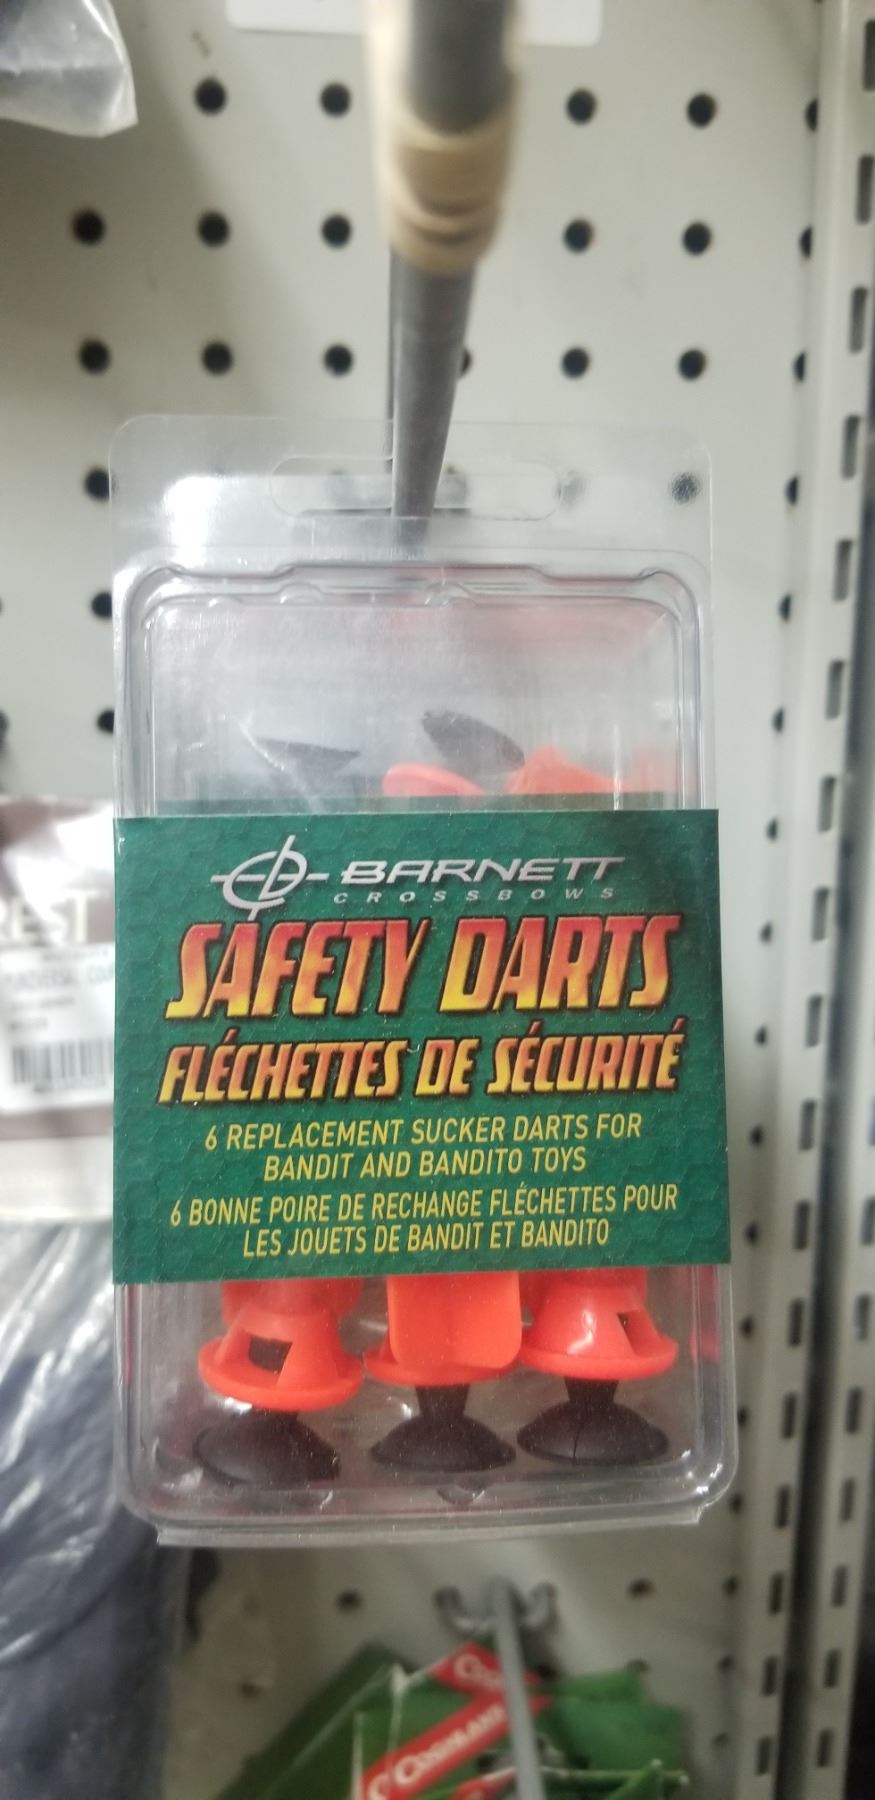 BARNETT
CROSSBOWS
SAFETY DARTS
FLÉCHETTES DE SÉCURITÉ
6 REPLACEMENT SUCKER DARTS FOR
BANDIT AND BANDITO TOYS
6 BONNE POIRE DE RECHANGE FLÉCHETTES POUR
LES JOUETS DE BANDIT ET BANDITO
COGHLAN'S